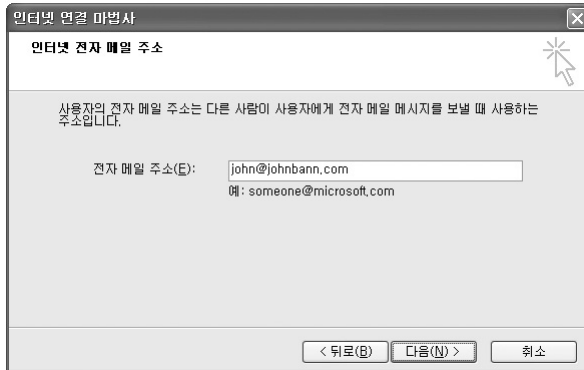 인터넷 연결 마법사
인터넷 전자 메일 주소
사용자의 전자 메일 주소는 다른 사람이 사용자에게 전자 메일 메시지를 보낼 때 사용하는
주소입니다.
전자 메일 주소(E): john@johnbann.com
예: someone@microsoft.com
< 뒤로(B) 다음(N) > 취소